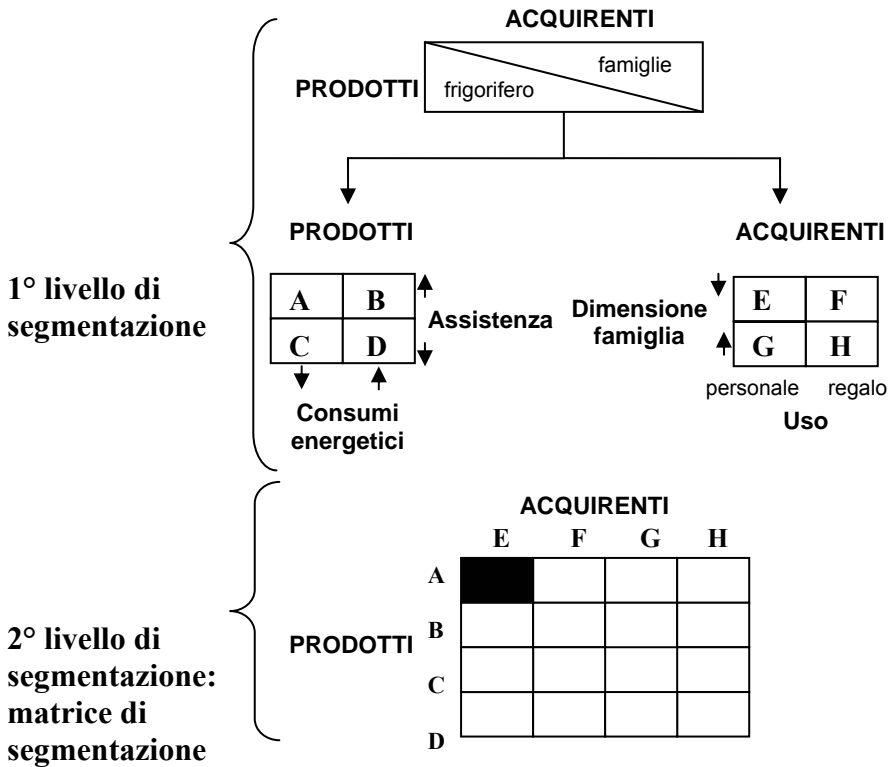 ACQUIRENTI
famiglie
PRODOTTI
frigorifero
PRODOTTI
ACQUIRENTI
1° livello di
segmentazione
A B
C D
Assistenza
Consumi
energetici
Dimensione
famiglia
E F
G H
personale regalo
Uso
ACQUIRENTI
E F G H
A
B
C
D
PRODOTTI
2° livello di
segmentazione:
matrice di
segmentazione